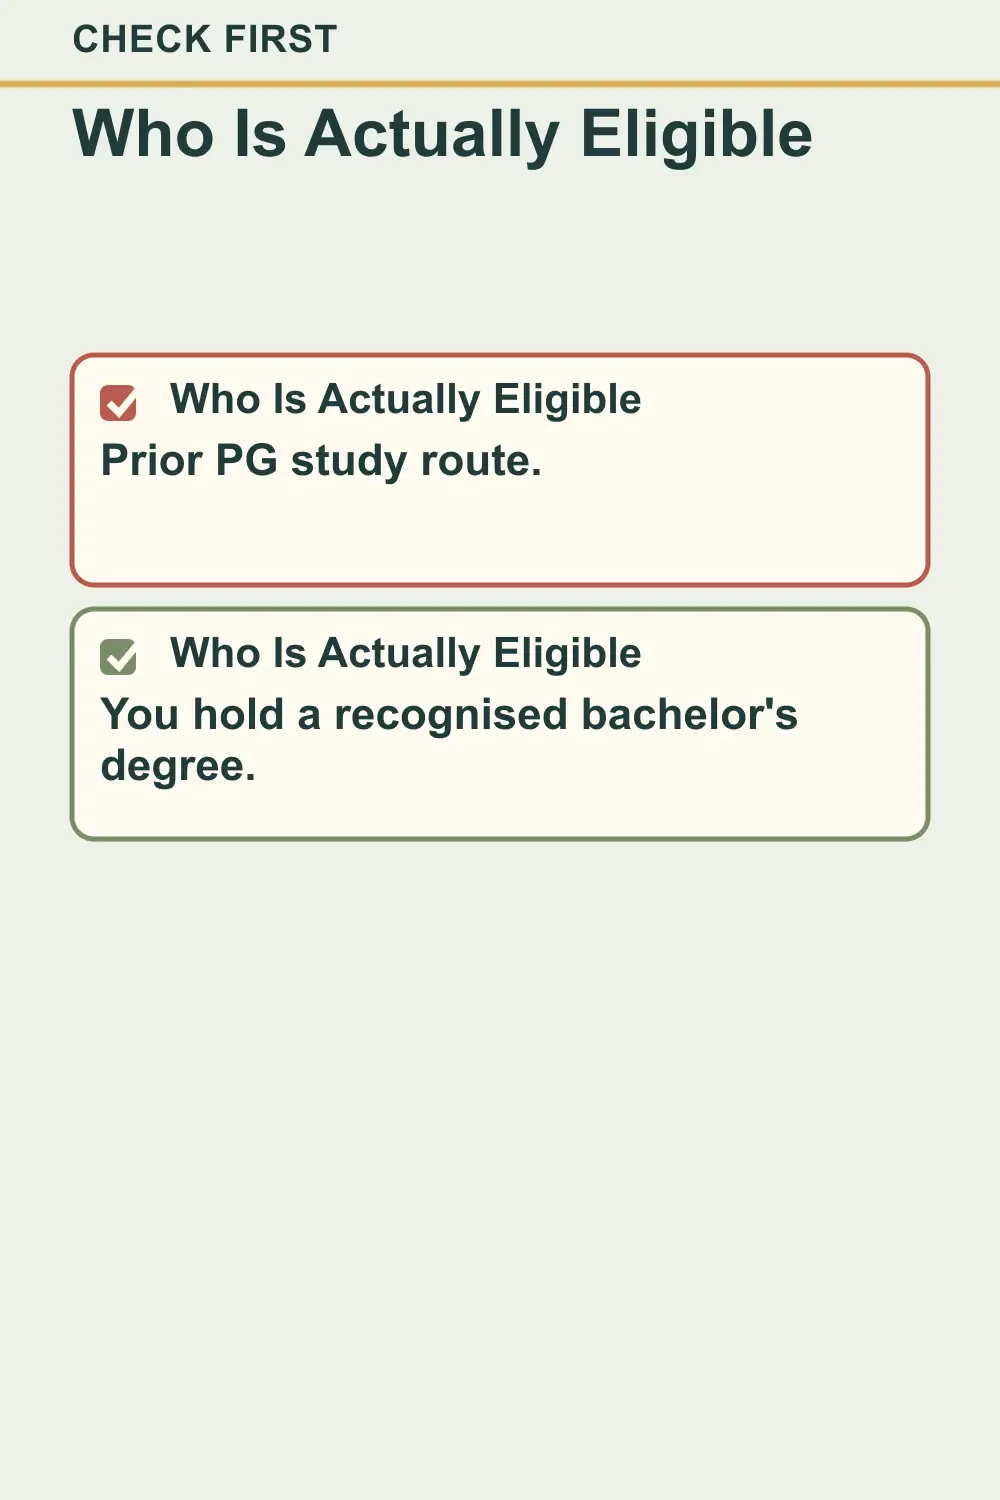 CHECK FIRST
Who Is Actually Eligible
Who Is Actually Eligible
Prior PG study route.
Who Is Actually Eligible
You hold a recognised bachelor's
degree.